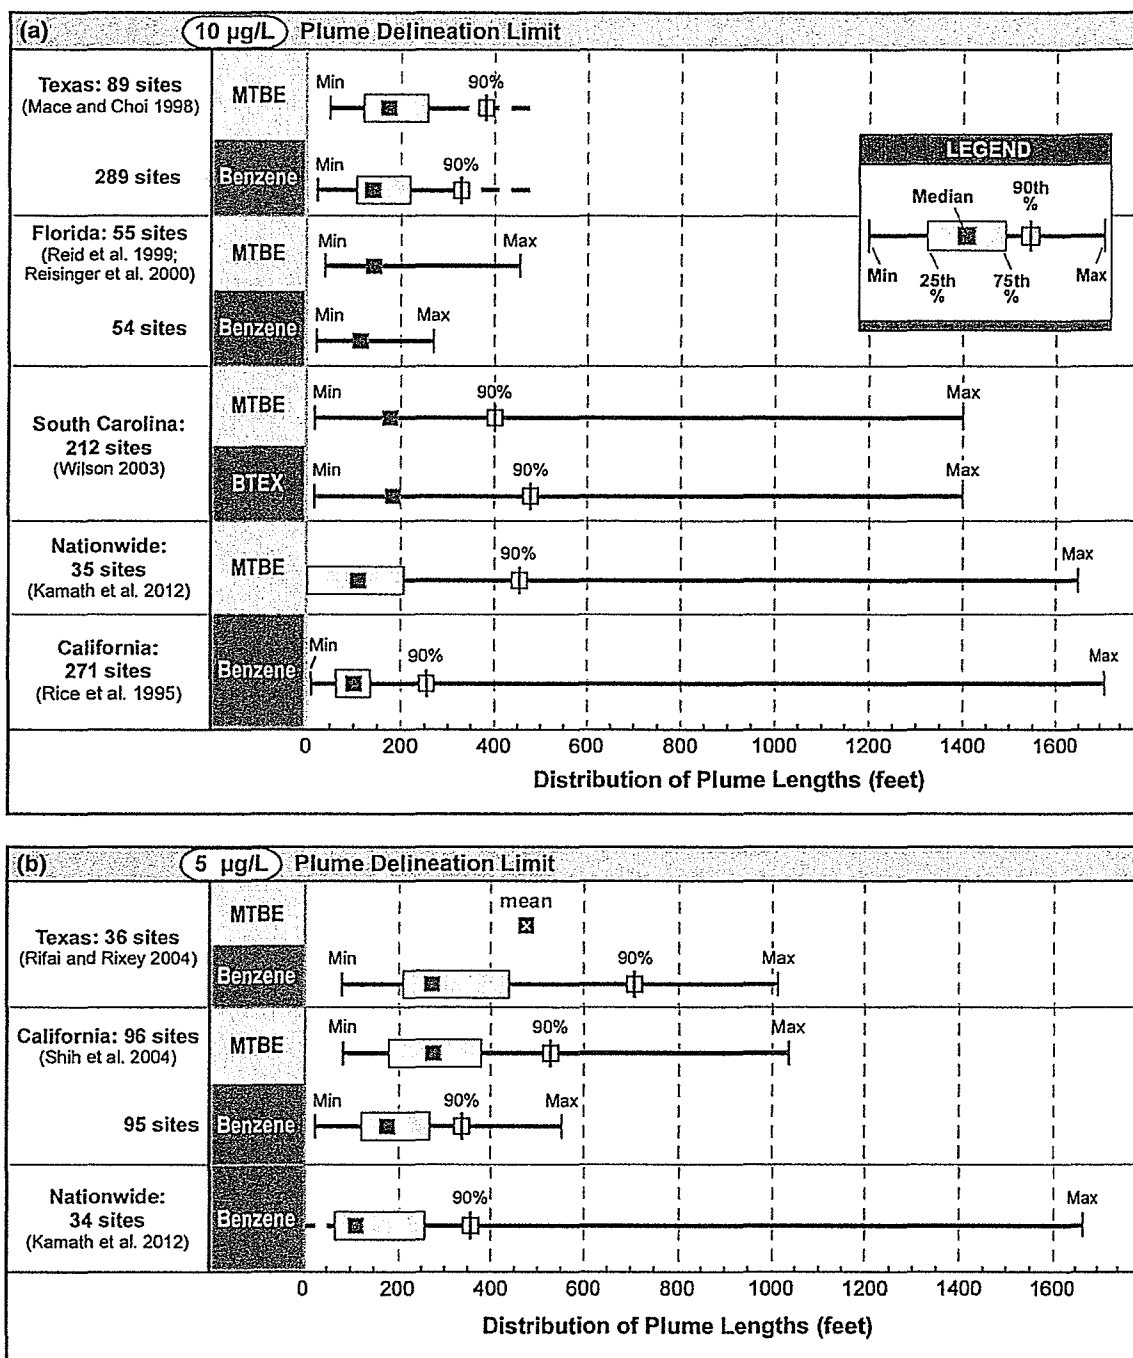 (a) 10 µg/L Plume Delineation Limit
Texas: 89 sites
(Mace and Choi 1998)
MTBE
Min
90%
289 sites
Benzene
Min
90%
Florida: 55 sites
(Reid et al. 1999;
Reisinger et al. 2000)
MTBE
Min
Max
54 sites
Benzene
Min
Max
LEGEND
Median
90th
%
Min
25th
%
75th
%
Max
South Carolina:
212 sites
(Wilson 2003)
MTBE
Min
90%
Max
BTEX
Min
90%
Max
Nationwide:
35 sites
(Kamath et al. 2012)
MTBE
90%
Max
California:
271 sites
(Rice et al. 1995)
Benzene
Min
90%
Max
0 200 400 600 800 1000 1200 1400 1600
Distribution of Plume Lengths (feet)
(b) 5 µg/L Plume Delineation Limit
Texas: 36 sites
(Rifai and Rixey 2004)
MTBE
mean
Benzene
Min
90%
Max
California: 96 sites
(Shih et al. 2004)
MTBE
Min
90%
Max
95 sites
Benzene
Min
90%
Max
Nationwide:
34 sites
(Kamath et al. 2012)
Benzene
90%
Max
0 200 400 600 800 1000 1200 1400 1600
Distribution of Plume Lengths (feet)